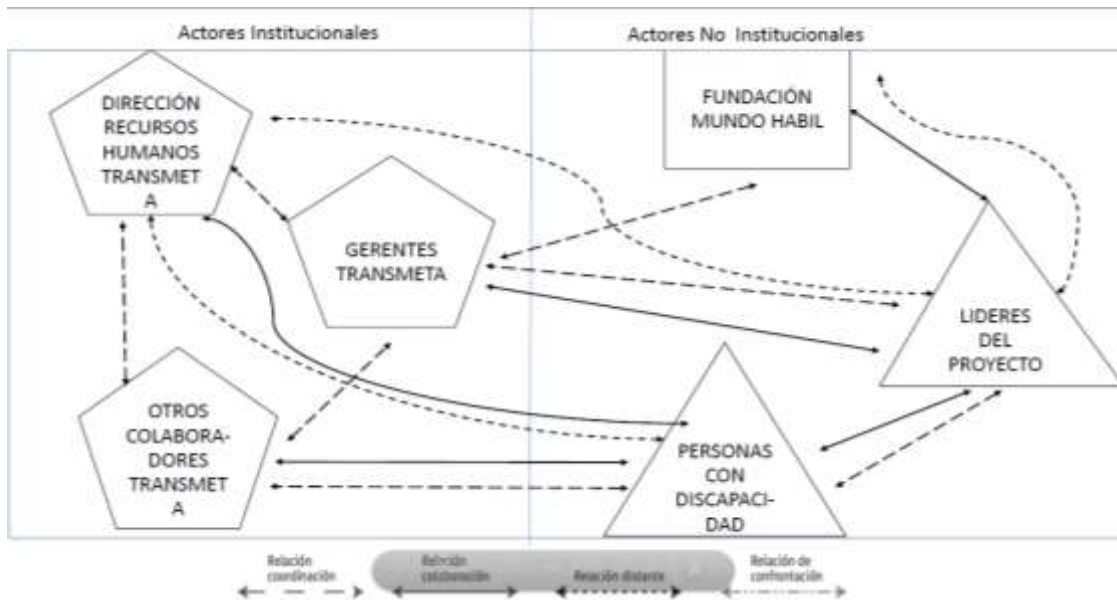 Actores Institucionales
Actores No Institucionales
DIRECCIÓN
RECURSOS
HUMANOS
TRANSMET
A
FUNDACIÓN
MUNDO HABIL
GERENTES
TRANSMETA
LIDERES
DEL
PROYECTO
OTROS
COLABORA-
DORES
TRANSMET
A
PERSONAS
CON
DISCAPACI-
DAD
Relación
coordinación
Relación
colaboración
Relación distante
Relación de
confrontación